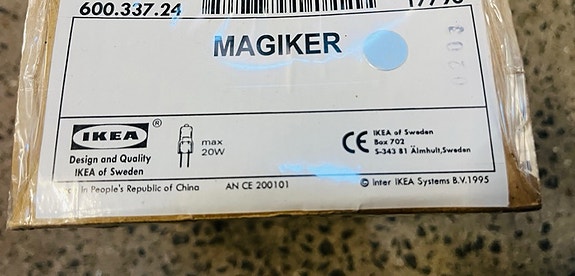 600.337.24
MAGIKER
IKEA ®
Design and Quality
IKEA of Sweden
max
20W
CE
IKEA of Sweden
Box 702
S-343 81 Älmhult,Sweden
in People's Republic of China
AN CE 200101
© Inter IKEA Systems B.V.1995